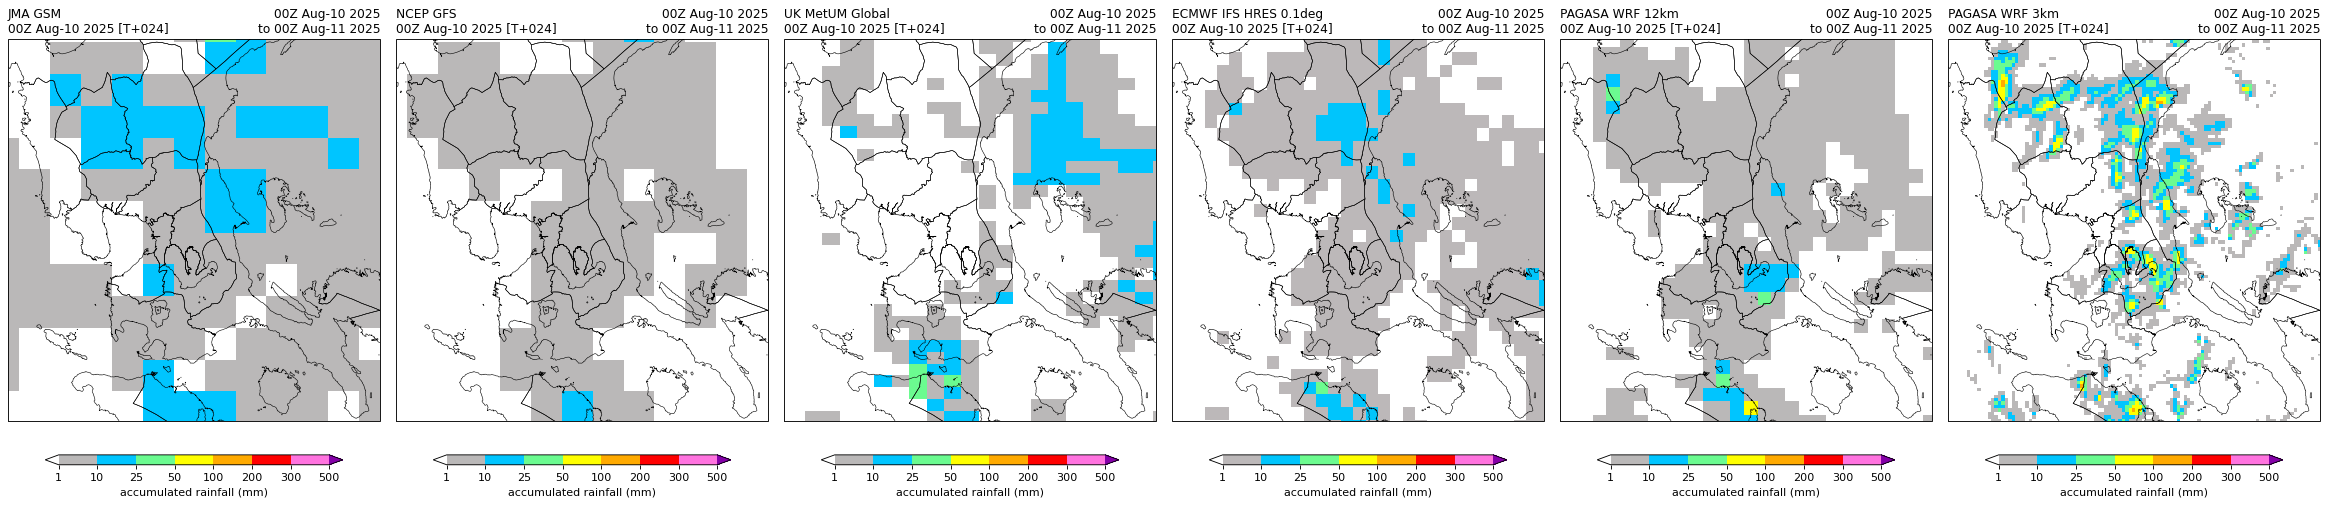 JMA GSM 00Z Aug-10 2025
00Z Aug-10 2025 [T+024] to 00Z Aug-11 2025
1 10 25 50 100 200 300 500
accumulated rainfall (mm)
NCEP GFS 00Z Aug-10 2025
00Z Aug-10 2025 [T+024] to 00Z Aug-11 2025
1 10 25 50 100 200 300 500
accumulated rainfall (mm)
UK MetUM Global 00Z Aug-10 2025
00Z Aug-10 2025 [T+024] to 00Z Aug-11 2025
1 10 25 50 100 200 300 500
accumulated rainfall (mm)
ECMWF IFS HRES 0.1deg 00Z Aug-10 2025
00Z Aug-10 2025 [T+024] to 00Z Aug-11 2025
1 10 25 50 100 200 300 500
accumulated rainfall (mm)
PAGASA WRF 12km 00Z Aug-10 2025
00Z Aug-10 2025 [T+024] to 00Z Aug-11 2025
1 10 25 50 100 200 300 500
accumulated rainfall (mm)
PAGASA WRF 3km 00Z Aug-10 2025
00Z Aug-10 2025 [T+024] to 00Z Aug-11 2025
1 10 25 50 100 200 300 500
accumulated rainfall (mm)